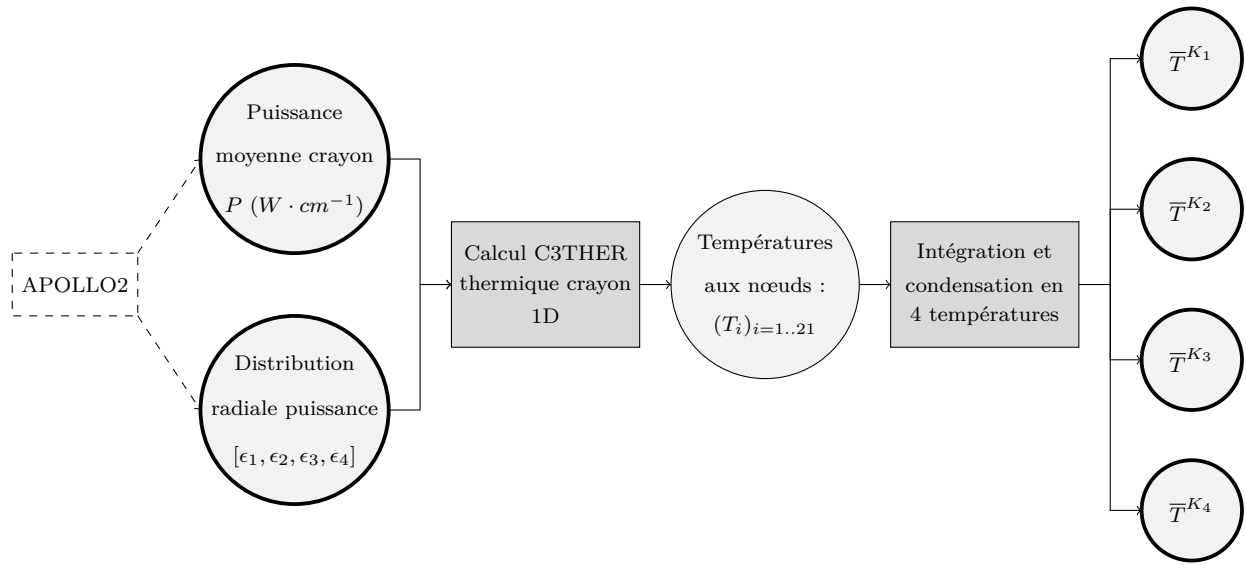 APOLLO2
Puissance
moyenne crayon
P (W · cm⁻¹)
Distribution
radiale puissance
[ϵ₁, ϵ₂, ϵ₃, ϵ₄]
Calcul C3THER
thermique crayon
1D
Températures
aux nœuds :
(Tᵢ)ᵢ₌₁..₂₁
Intégration et
condensation en
4 températures
T̅^{K₁}
T̅^{K₂}
T̅^{K₃}
T̅^{K₄}